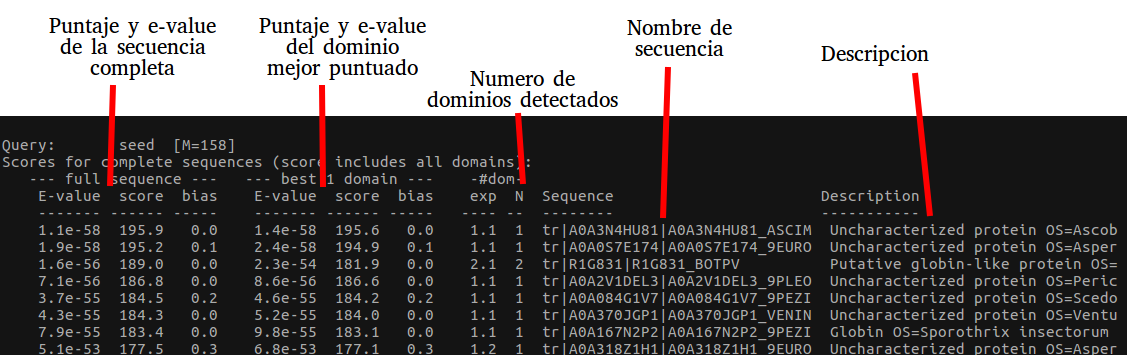 Puntaje y e-value
de la secuencia
completa
Puntaje y e-value
del dominio
mejor puntuado
Numero de
dominios detectados
Nombre de
secuencia
Descripcion
Query:       seed  [M=158]
Scores for complete sequences (score includes all domains):
--- full sequence ---   --- best 1 domain ---    -#dom-
E-value  score  bias    E-value  score  bias    exp  N  Sequence                      Description
------- ------ -----    ------- ------ -----   ---- --  --------                      -----------
1.1e-58  195.9   0.0    1.4e-58  195.6   0.0    1.1  1  tr|A0A3N4HU81|A0A3N4HU81_ASCIM  Uncharacterized protein OS=Ascob
1.9e-58  195.2   0.1    2.4e-58  194.9   0.1    1.1  1  tr|A0A0S7E174|A0A0S7E174_9EURO  Uncharacterized protein OS=Asper
1.6e-56  189.0   0.0    2.3e-54  181.9   0.0    2.1  2  tr|R1G831|R1G831_BOTPV          Putative globin-like protein OS=
7.1e-56  186.8   0.0    8.6e-56  186.6   0.0    1.1  1  tr|A0A2V1DEL3|A0A2V1DEL3_9PLEO  Uncharacterized protein OS=Peric
3.7e-55  184.5   0.2    4.6e-55  184.2   0.2    1.1  1  tr|A0A084G1V7|A0A084G1V7_9PEZI  Uncharacterized protein OS=Scedo
4.3e-55  184.3   0.0    5.2e-55  184.0   0.0    1.1  1  tr|A0A370JGP1|A0A370JGP1_VENIN  Uncharacterized protein OS=Ventu
7.9e-55  183.4   0.0    9.8e-55  183.1   0.0    1.1  1  tr|A0A167N2P2|A0A167N2P2_9PEZI  Globin OS=Sporothrix insectorum
5.1e-53  177.5   0.3    6.8e-53  177.1   0.3    1.2  1  tr|A0A318Z1H1|A0A318Z1H1_9EURO  Uncharacterized protein OS=Asper